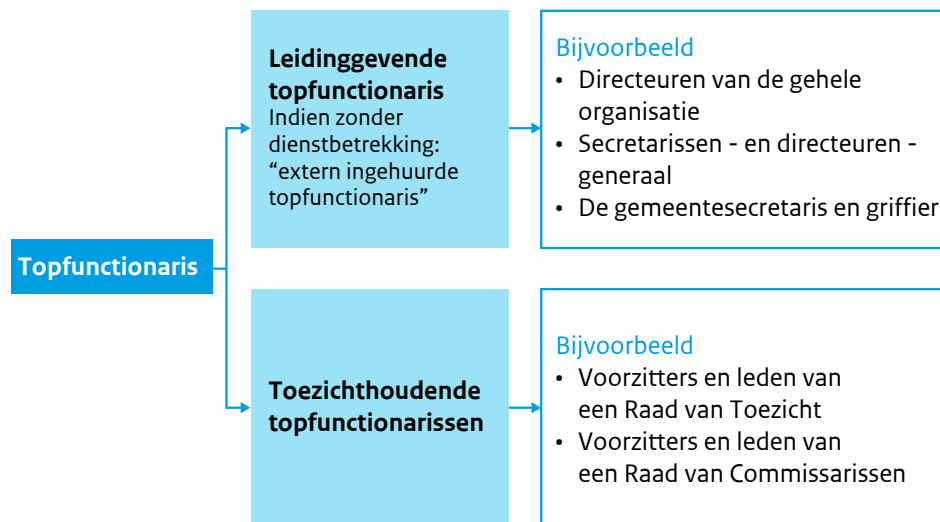 Topfunctionaris
Leidinggevende
topfunctionaris
Indien zonder
dienstbetrekking:
“extern ingehuurde
topfunctionaris”
Bijvoorbeeld
• Directeuren van de gehele
organisatie
• Secretarissen - en directeuren -
generaal
• De gemeentesecretaris en griffier
Toezichthoudende
topfunctionarissen
Bijvoorbeeld
• Voorzitters en leden van
een Raad van Toezicht
• Voorzitters en leden van
een Raad van Commissarissen